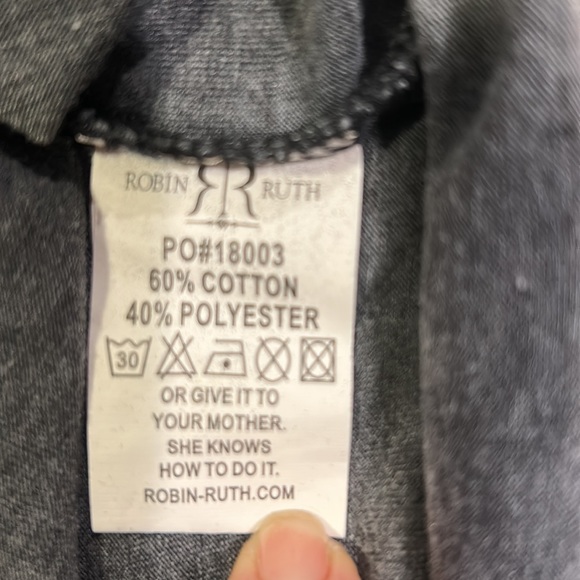 ROBIN RR RUTH
PO#18003
60% COTTON
40% POLYESTER
30
OR GIVE IT TO
YOUR MOTHER.
SHE KNOWS
HOW TO DO IT.
ROBIN-RUTH.COM